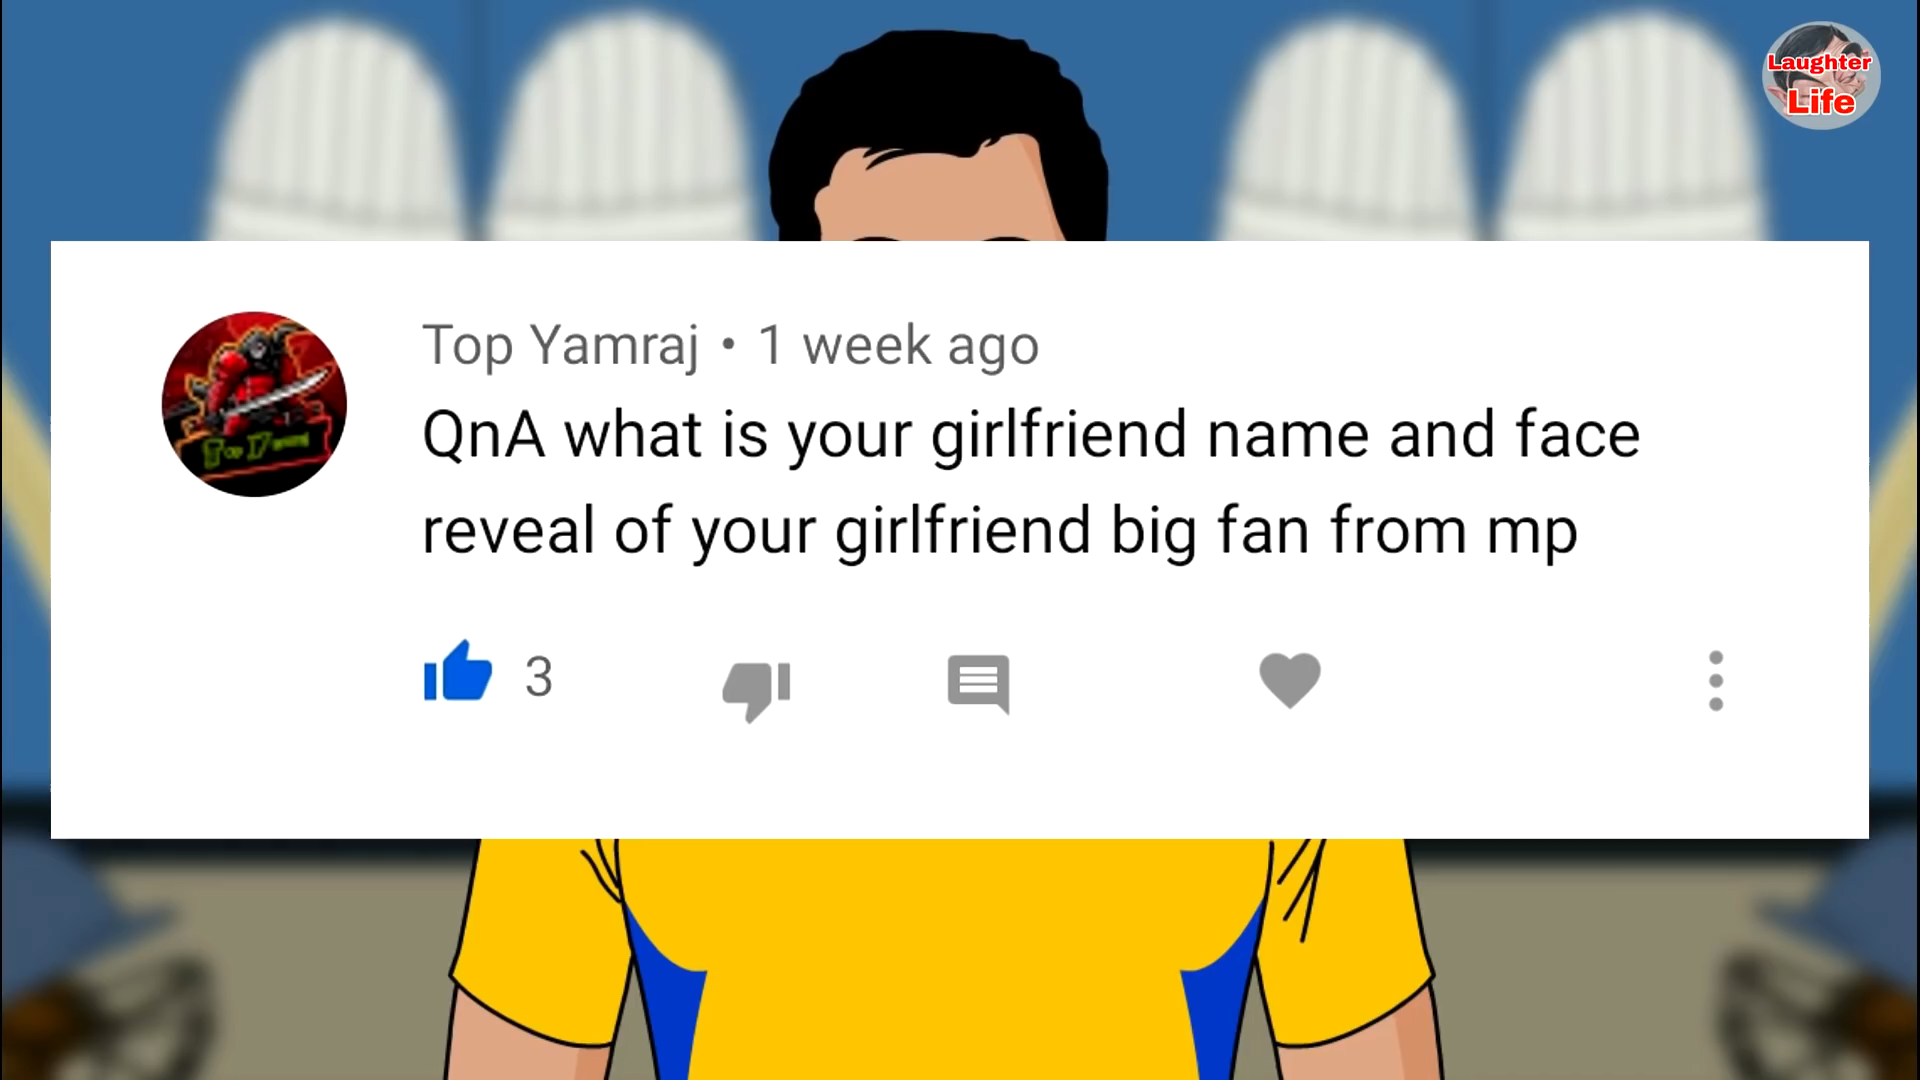 Laughter
Life
Top Yamraj • 1 week ago
QnA what is your girlfriend name and face
reveal of your girlfriend big fan from mp
3